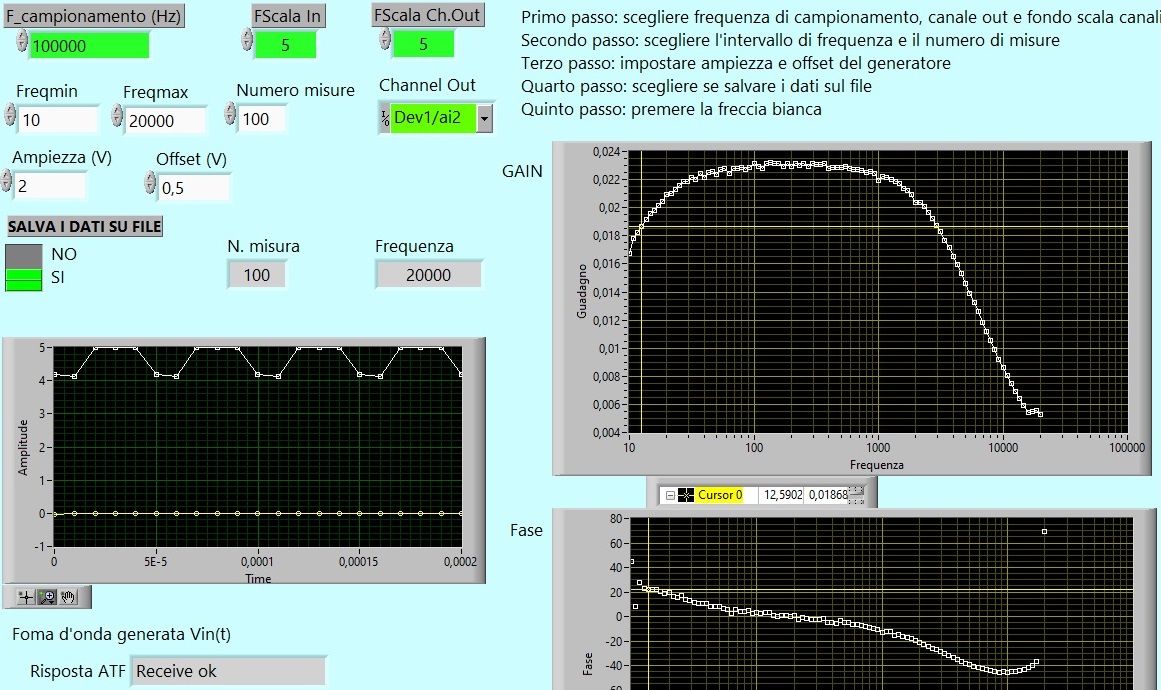 F_campionamento (Hz)
100000
FScala In
5
FScala Ch.Out
5
Primo passo: scegliere frequenza di campionamento, canale out e fondo scala canali
Secondo passo: scegliere l'intervallo di frequenza e il numero di misure
Terzo passo: impostare ampiezza e offset del generatore
Quarto passo: scegliere se salvare i dati sul file
Quinto passo: premere la freccia bianca
Freqmin
10
Freqmax
20000
Numero misure
100
Channel Out
I/O Dev1/ai2
Ampiezza (V)
2
Offset (V)
0,5
SALVA I DATI SU FILE
NO
SI
N. misura
100
Frequenza
20000
GAIN
Guadagno
0,024
0,022
0,02
0,018
0,016
0,014
0,012
0,01
0,008
0,006
0,004
10 100 1000 10000 100000
Frequenza
Cursor 0 12,5902 0,01868
Amplitude
5
4
3
2
1
0
-1
0 5E-5 0,0001 0,00015 0,0002
Time
Fase
Fase
80
60
40
20
0
-20
-40
Foma d'onda generata Vin(t)
Risposta ATF Receive ok